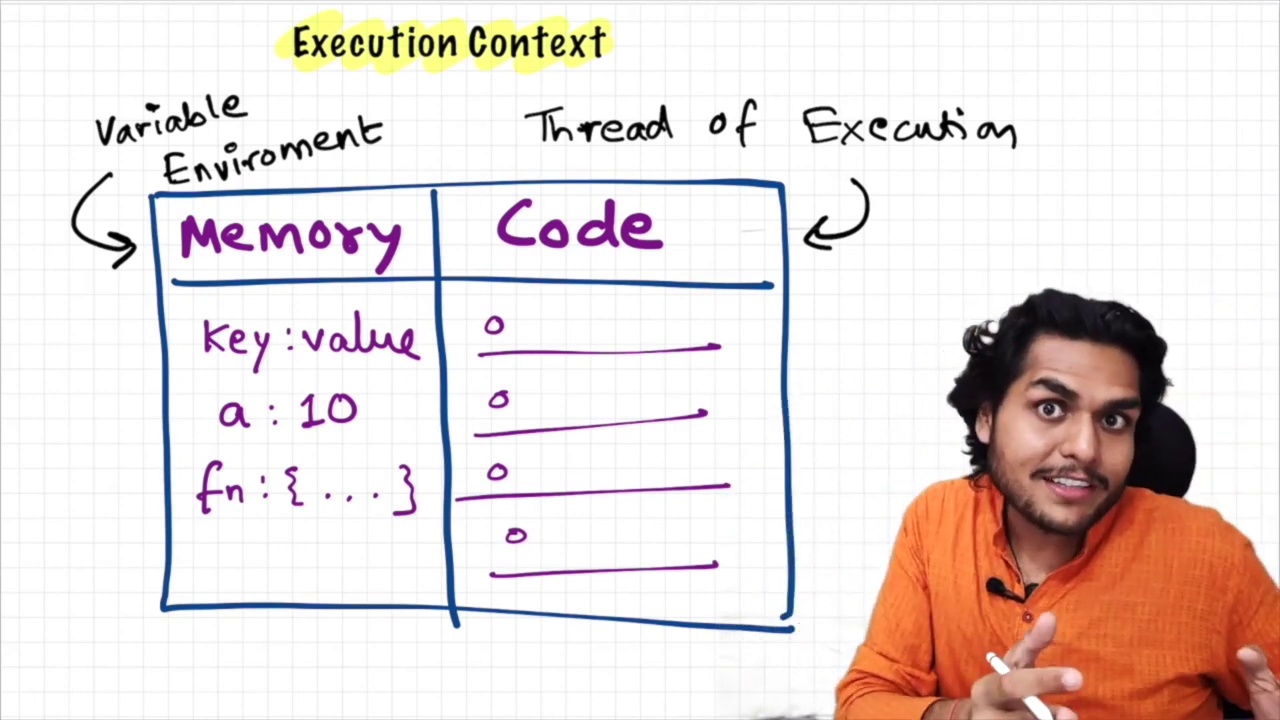 Execution Context
Variable
Enviroment
Thread of Execution
Memory
Code
key : value
a : 10
fn : { ... }